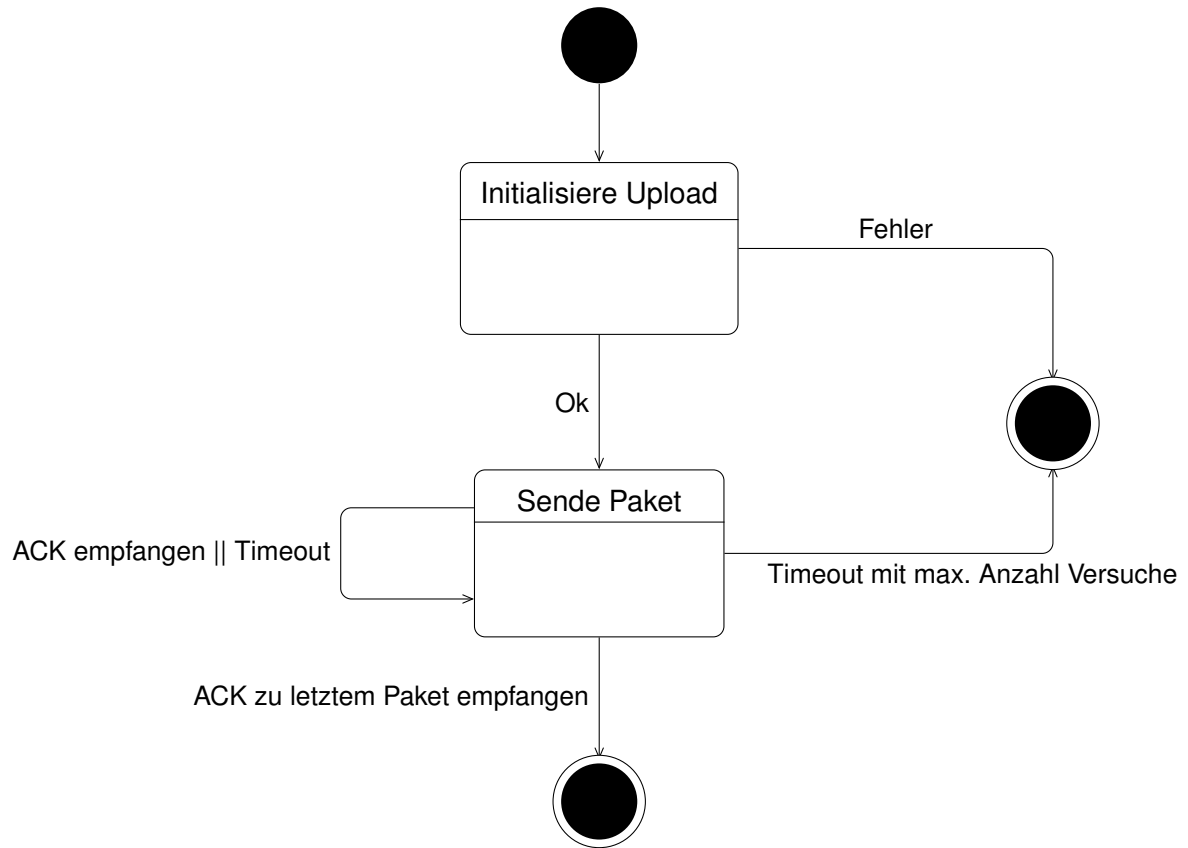 Initialisiere Upload
Fehler
Ok
Sende Paket
ACK empfangen || Timeout
Timeout mit max. Anzahl Versuche
ACK zu letztem Paket empfangen